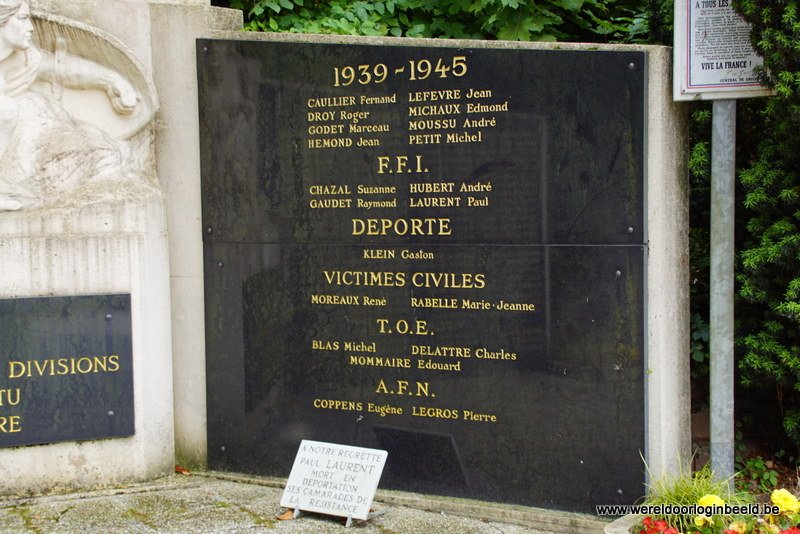 1939-1945
CAULLIER Fernand LEFEVRE Jean
DROY Roger MICHAUX Edmond
GODET Marceau MOUSSU André
HEMOND Jean PETIT Michel
F.F.I.
CHAZAL Suzanne HUBERT André
GAUDET Raymond LAURENT Paul
DEPORTE
KLEIN Gaston
VICTIMES CIVILES
MOREAUX René RABELLE Marie-Jeanne
T.O.E.
BLAS Michel DELATTRE Charles
MOMMAIRE Edouard
A.F.N.
COPPENS Eugène LEGROS Pierre
DIVISIONS
TU
RE
A NOTRE REGRETTE
PAUL LAURENT
MORT EN
DEPORTATION
SES CAMARADES DE
LA RESISTANCE
A TOUS LES
VIVE LA FRANCE !
www.wereldoorloginbeeld.be